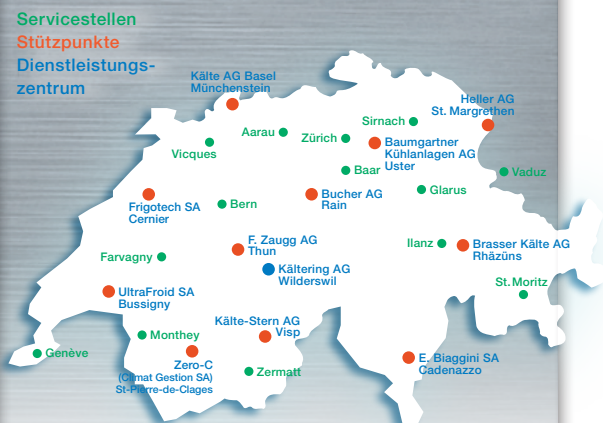 Servicestellen
Stützpunkte
Dienstleistungs-
zentrum
Kälte AG Basel
Münchenstein
Heller AG
St. Margrethen
Sirnach
Aarau
Zürich
Baumgartner
Kühlanlagen AG
Uster
Vicques
Baar
Vaduz
Glarus
Bucher AG
Rain
Frigotech SA
Cernier
Bern
F. Zaugg AG
Thun
Ilanz
Brasser Kälte AG
Rhäzüns
Farvagny
Kältering AG
Wilderswil
St. Moritz
UltraFroid SA
Bussigny
Kälte-Stern AG
Visp
Monthey
Genève
Zero-C
(Climat Gestion SA)
St-Pierre-de-Clages
Zermatt
E. Biaggini SA
Cadenazzo